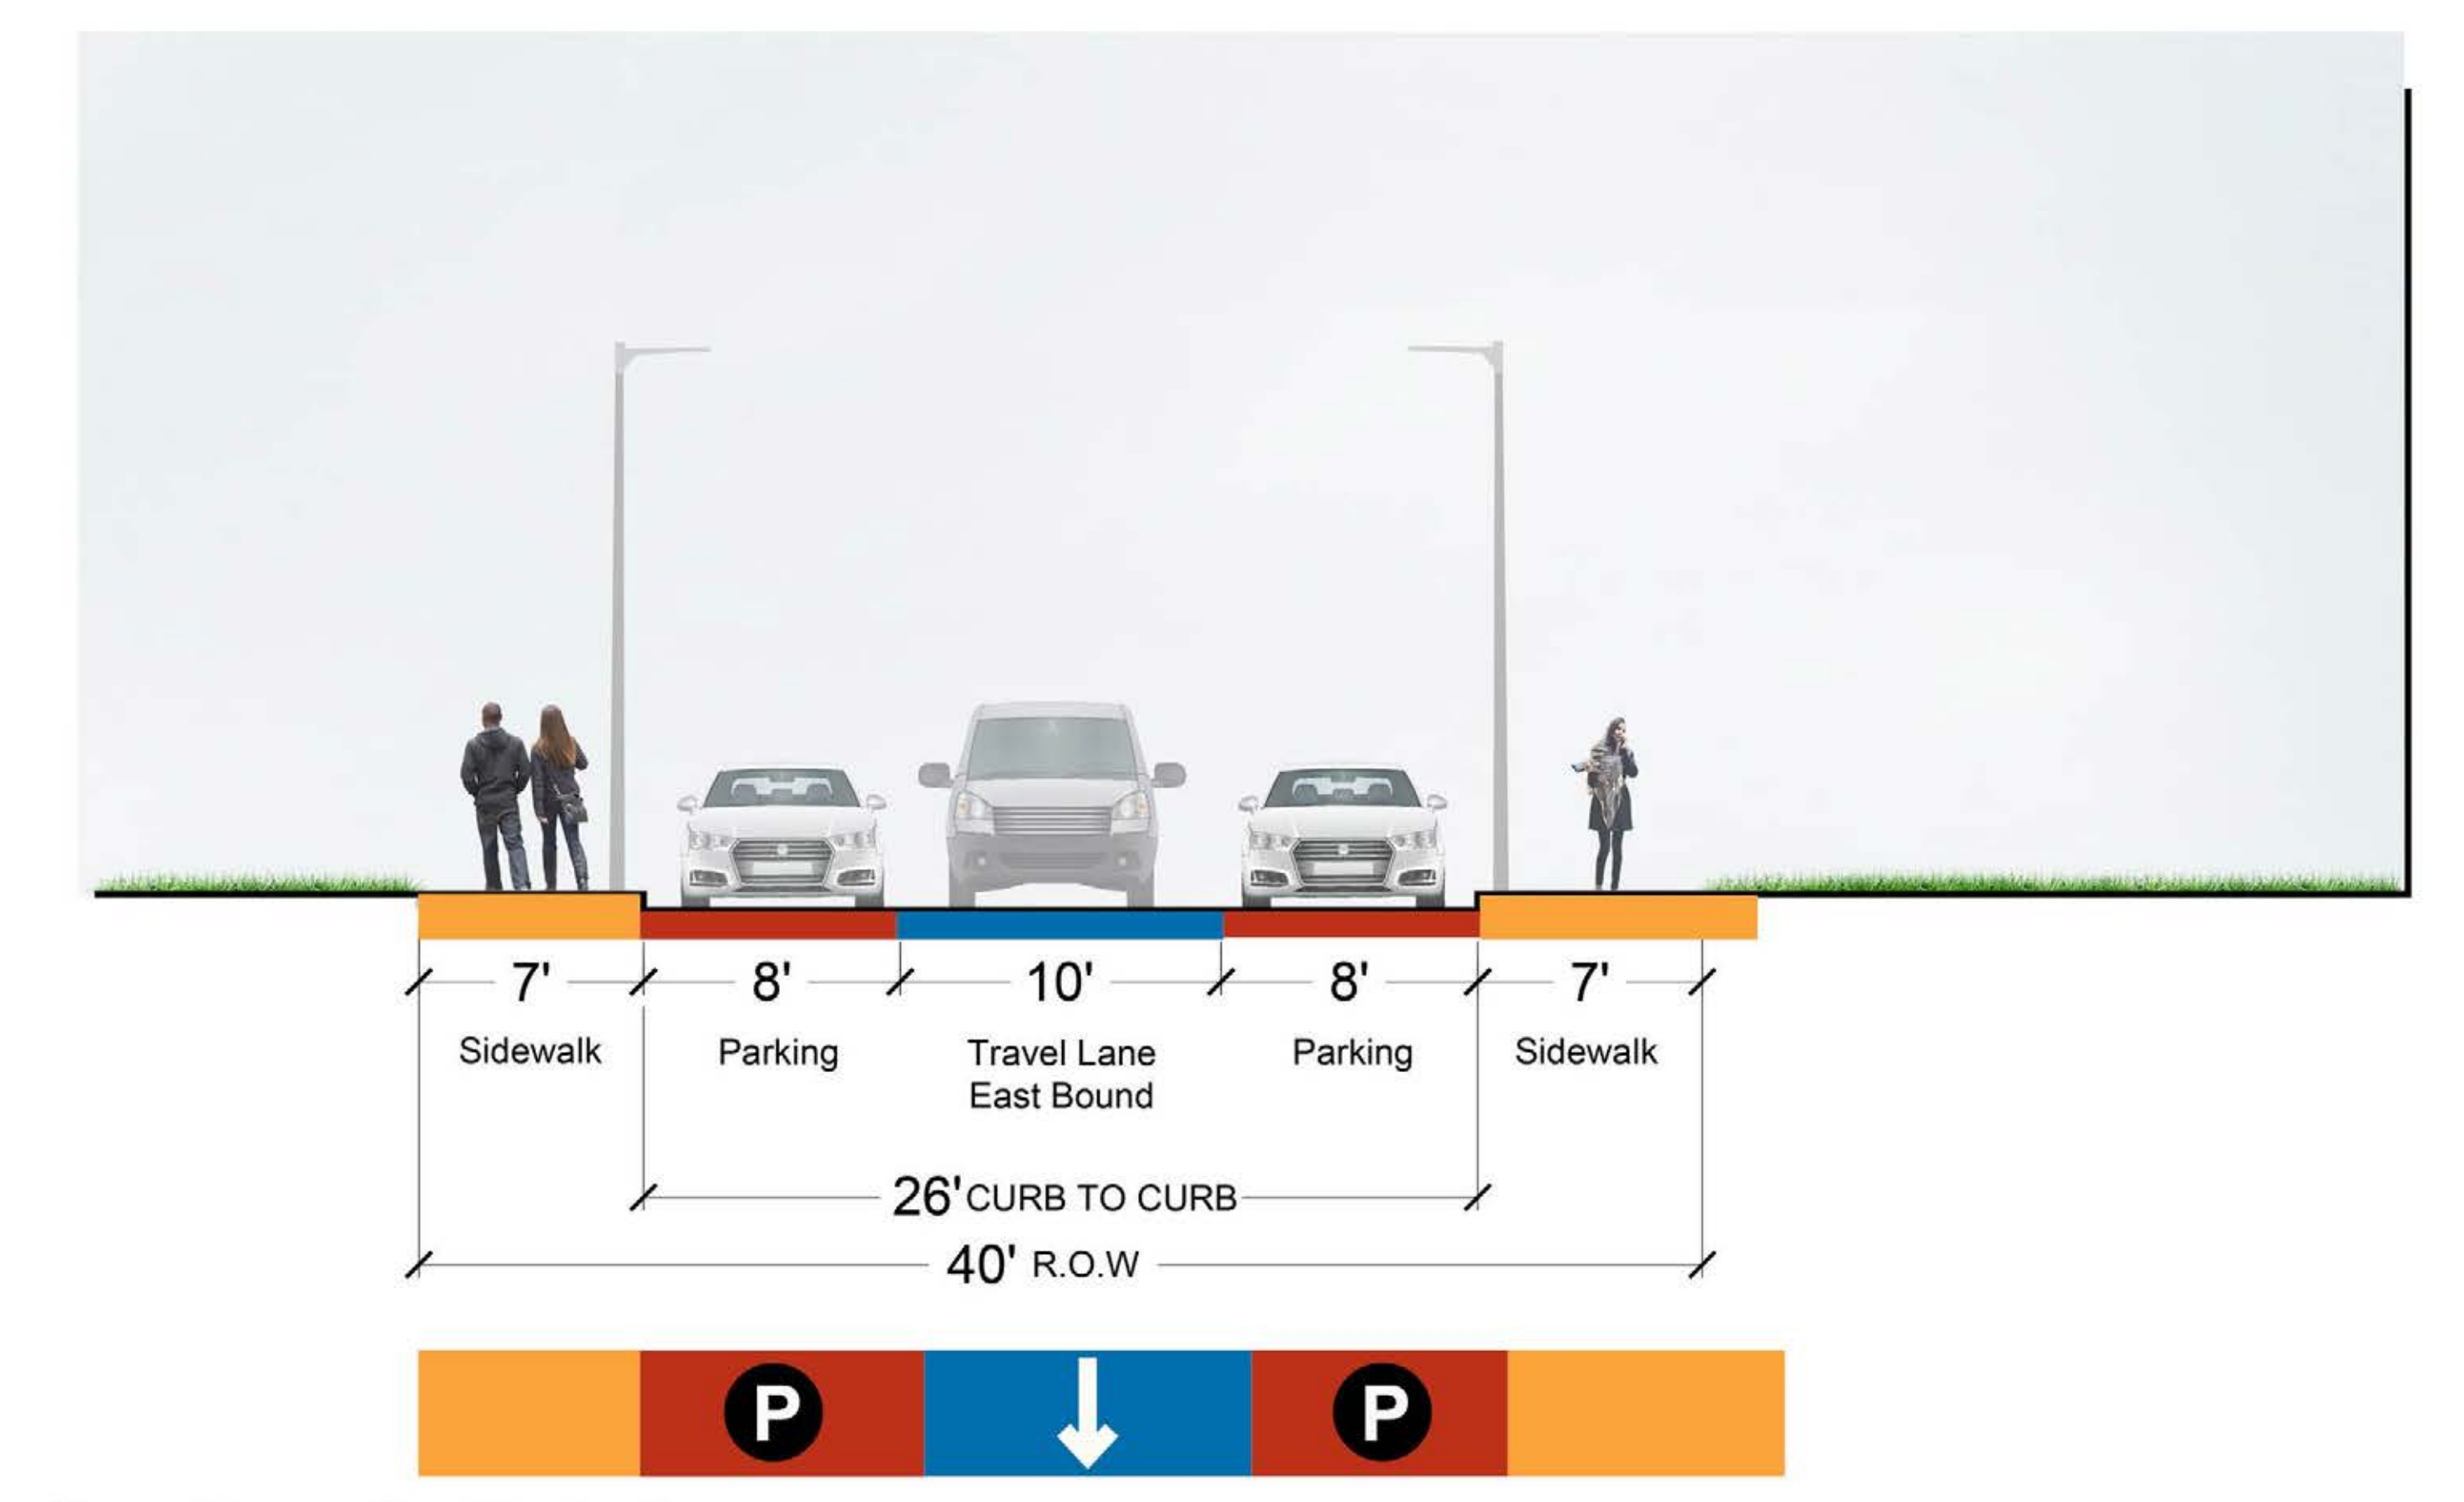 7' 8' 10' 8' 7'
Sidewalk Parking Travel Lane Parking Sidewalk
East Bound
26' CURB TO CURB
40' R.O.W
P P